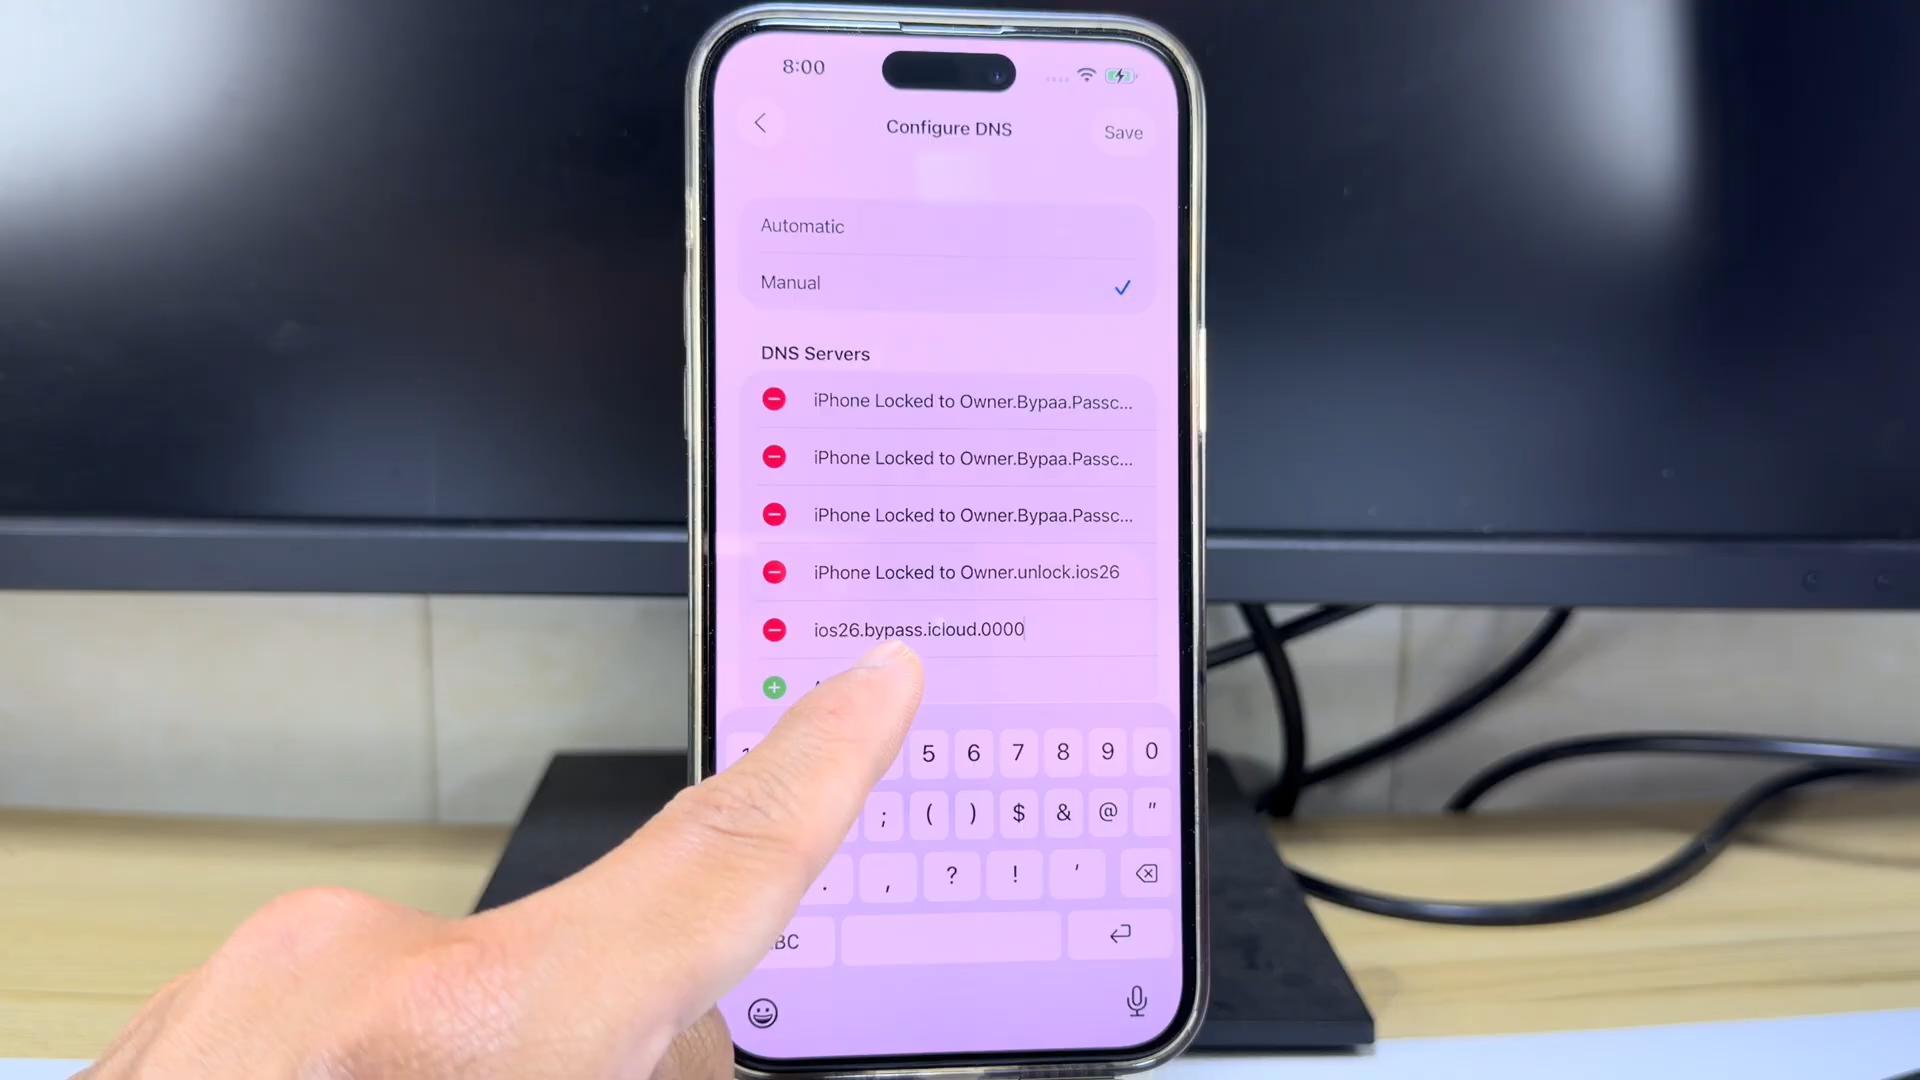 8:00
Configure DNS
Save
Automatic
Manual
DNS Servers
iPhone Locked to Owner.Bypaa.Passc...
iPhone Locked to Owner.Bypaa.Passc...
iPhone Locked to Owner.Bypaa.Passc...
iPhone Locked to Owner.unlock.ios26
ios26.bypass.icloud.0000
5 6 7 8 9 0
; ( ) $ & @ "
. , ? ! '
BC